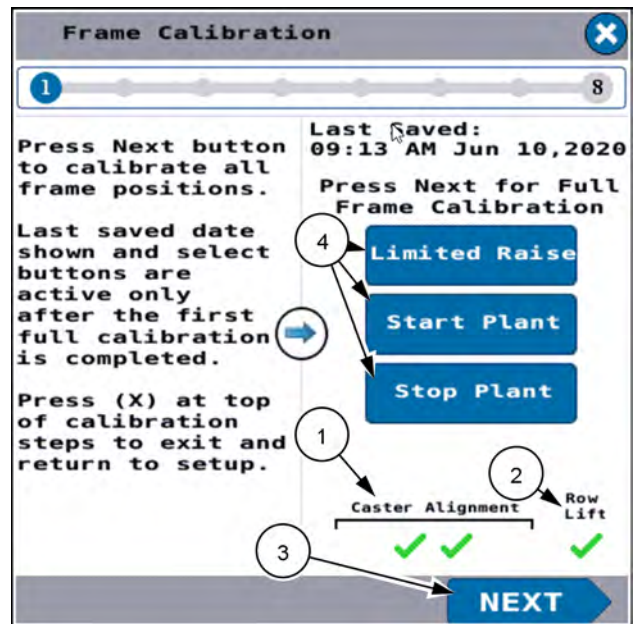 Frame Calibration
1
8
Press Next button
to calibrate all
frame positions.
Last saved date
shown and select
buttons are
active only
after the first
full calibration
is completed.
Press (X) at top
of calibration
steps to exit and
return to setup.
Last Saved:
09:13 AM Jun 10,2020
Press Next for Full
Frame Calibration
4
Limited Raise
Start Plant
Stop Plant
1
2
Caster Alignment
Row
Lift
3
NEXT